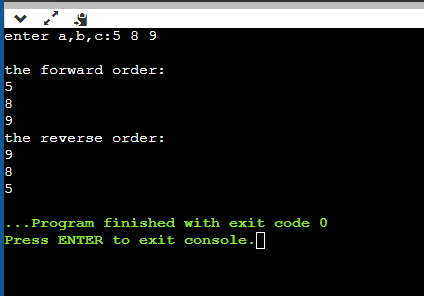 enter a,b,c:5 8 9
the forward order:
5
8
9
the reverse order:
9
8
5
...Program finished with exit code 0
Press ENTER to exit console.